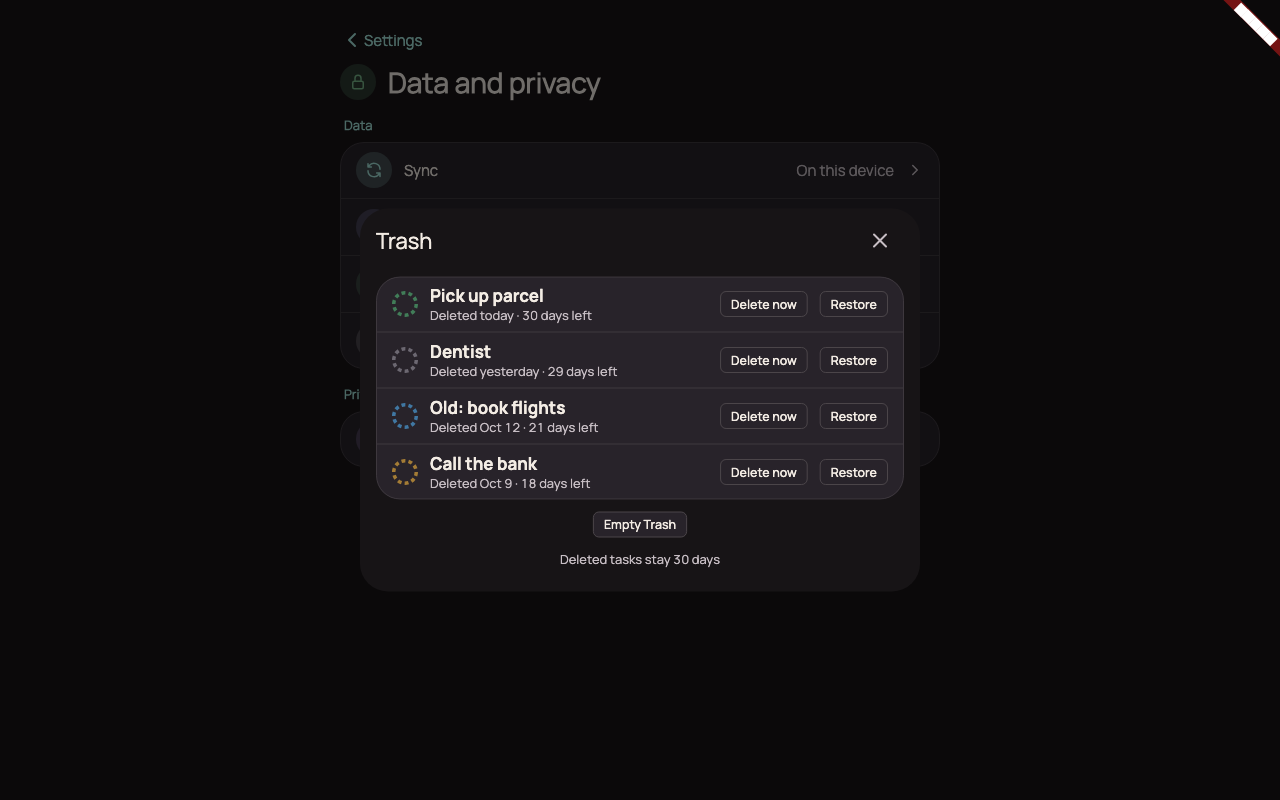 Settings
Data and privacy
Data
Sync
On this device
Trash
Pick up parcel
Deleted today · 30 days left
Delete now
Restore
Dentist
Deleted yesterday · 29 days left
Delete now
Restore
Old: book flights
Deleted Oct 12 · 21 days left
Delete now
Restore
Call the bank
Deleted Oct 9 · 18 days left
Delete now
Restore
Empty Trash
Deleted tasks stay 30 days